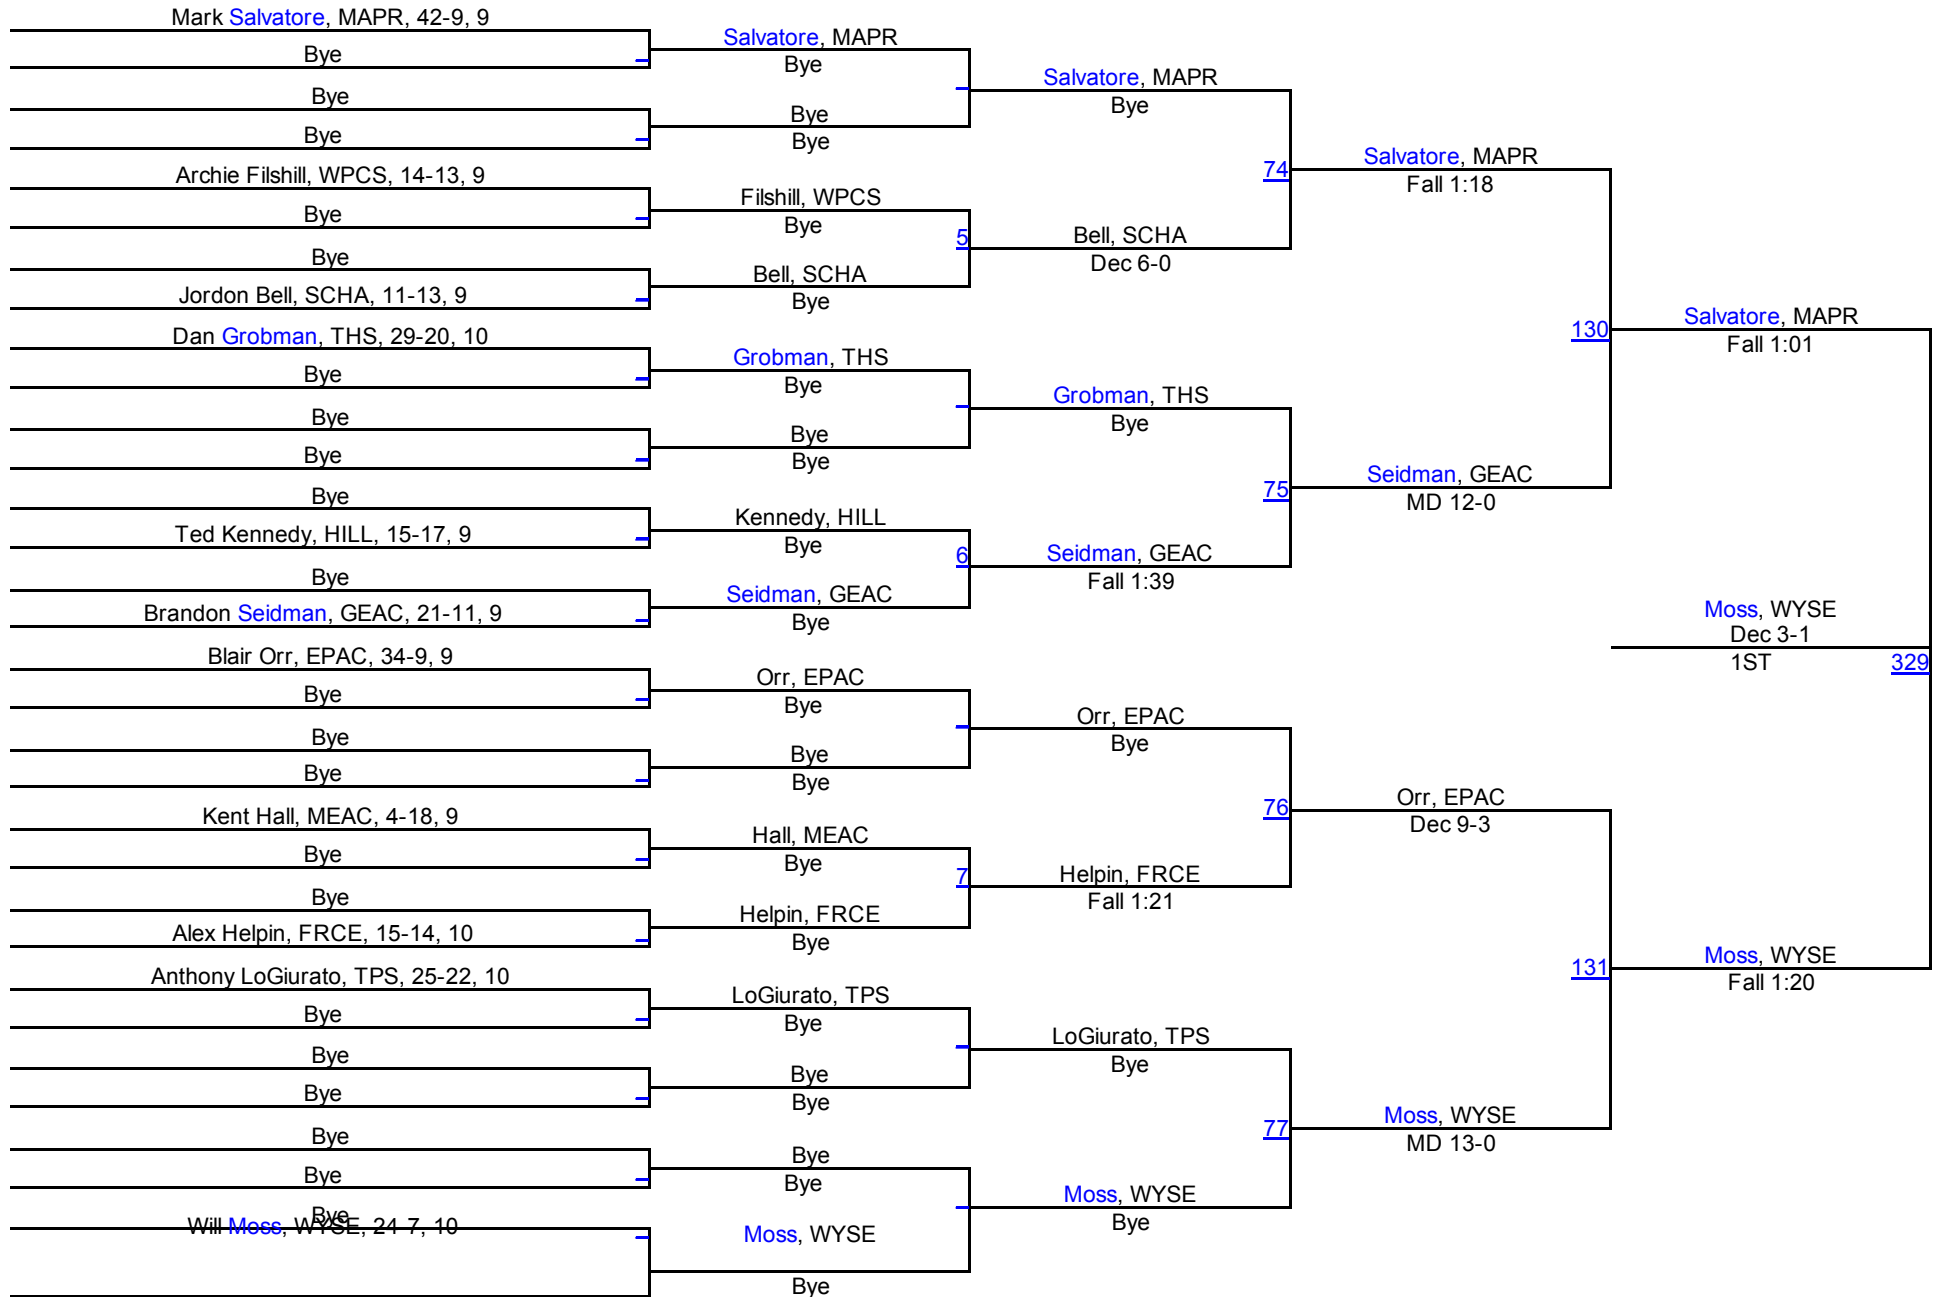 Mark Salvatore, MAPR, 42-9, 9
Bye
Bye
Bye
Archie Filshill, WPCS, 14-13, 9
Bye
Bye
Jordon Bell, SCHA, 11-13, 9
Dan Grobman, THS, 29-20, 10
Bye
Bye
Bye
Bye
Ted Kennedy, HILL, 15-17, 9
Bye
Brandon Seidman, GEAC, 21-11, 9
Blair Orr, EPAC, 34-9, 9
Bye
Bye
Bye
Kent Hall, MEAC, 4-18, 9
Bye
Bye
Alex Helpin, FRCE, 15-14, 10
Anthony LoGiurato, TPS, 25-22, 10
Bye
Bye
Bye
Bye
Bye
Bye
Will Moss, WYSE, 24-7, 10
Salvatore, MAPR
Bye
Bye
Bye
Filshill, WPCS
Bye
5
Bell, SCHA
Bye
Grobman, THS
Bye
Bye
Bye
Kennedy, HILL
Bye
6
Seidman, GEAC
Bye
Orr, EPAC
Bye
Bye
Bye
Hall, MEAC
Bye
7
Helpin, FRCE
Bye
LoGiurato, TPS
Bye
Bye
Bye
Bye
Bye
Moss, WYSE
Bye
Salvatore, MAPR
Bye
74
Bell, SCHA
Dec 6-0
Grobman, THS
Bye
75
Seidman, GEAC
Fall 1:39
Orr, EPAC
Bye
76
Helpin, FRCE
Fall 1:21
LoGiurato, TPS
Bye
77
Moss, WYSE
Bye
Salvatore, MAPR
Fall 1:18
130
Seidman, GEAC
MD 12-0
Orr, EPAC
Dec 9-3
131
Moss, WYSE
MD 13-0
Salvatore, MAPR
Fall 1:01
Moss, WYSE
Dec 3-1
1ST
329
Moss, WYSE
Fall 1:20